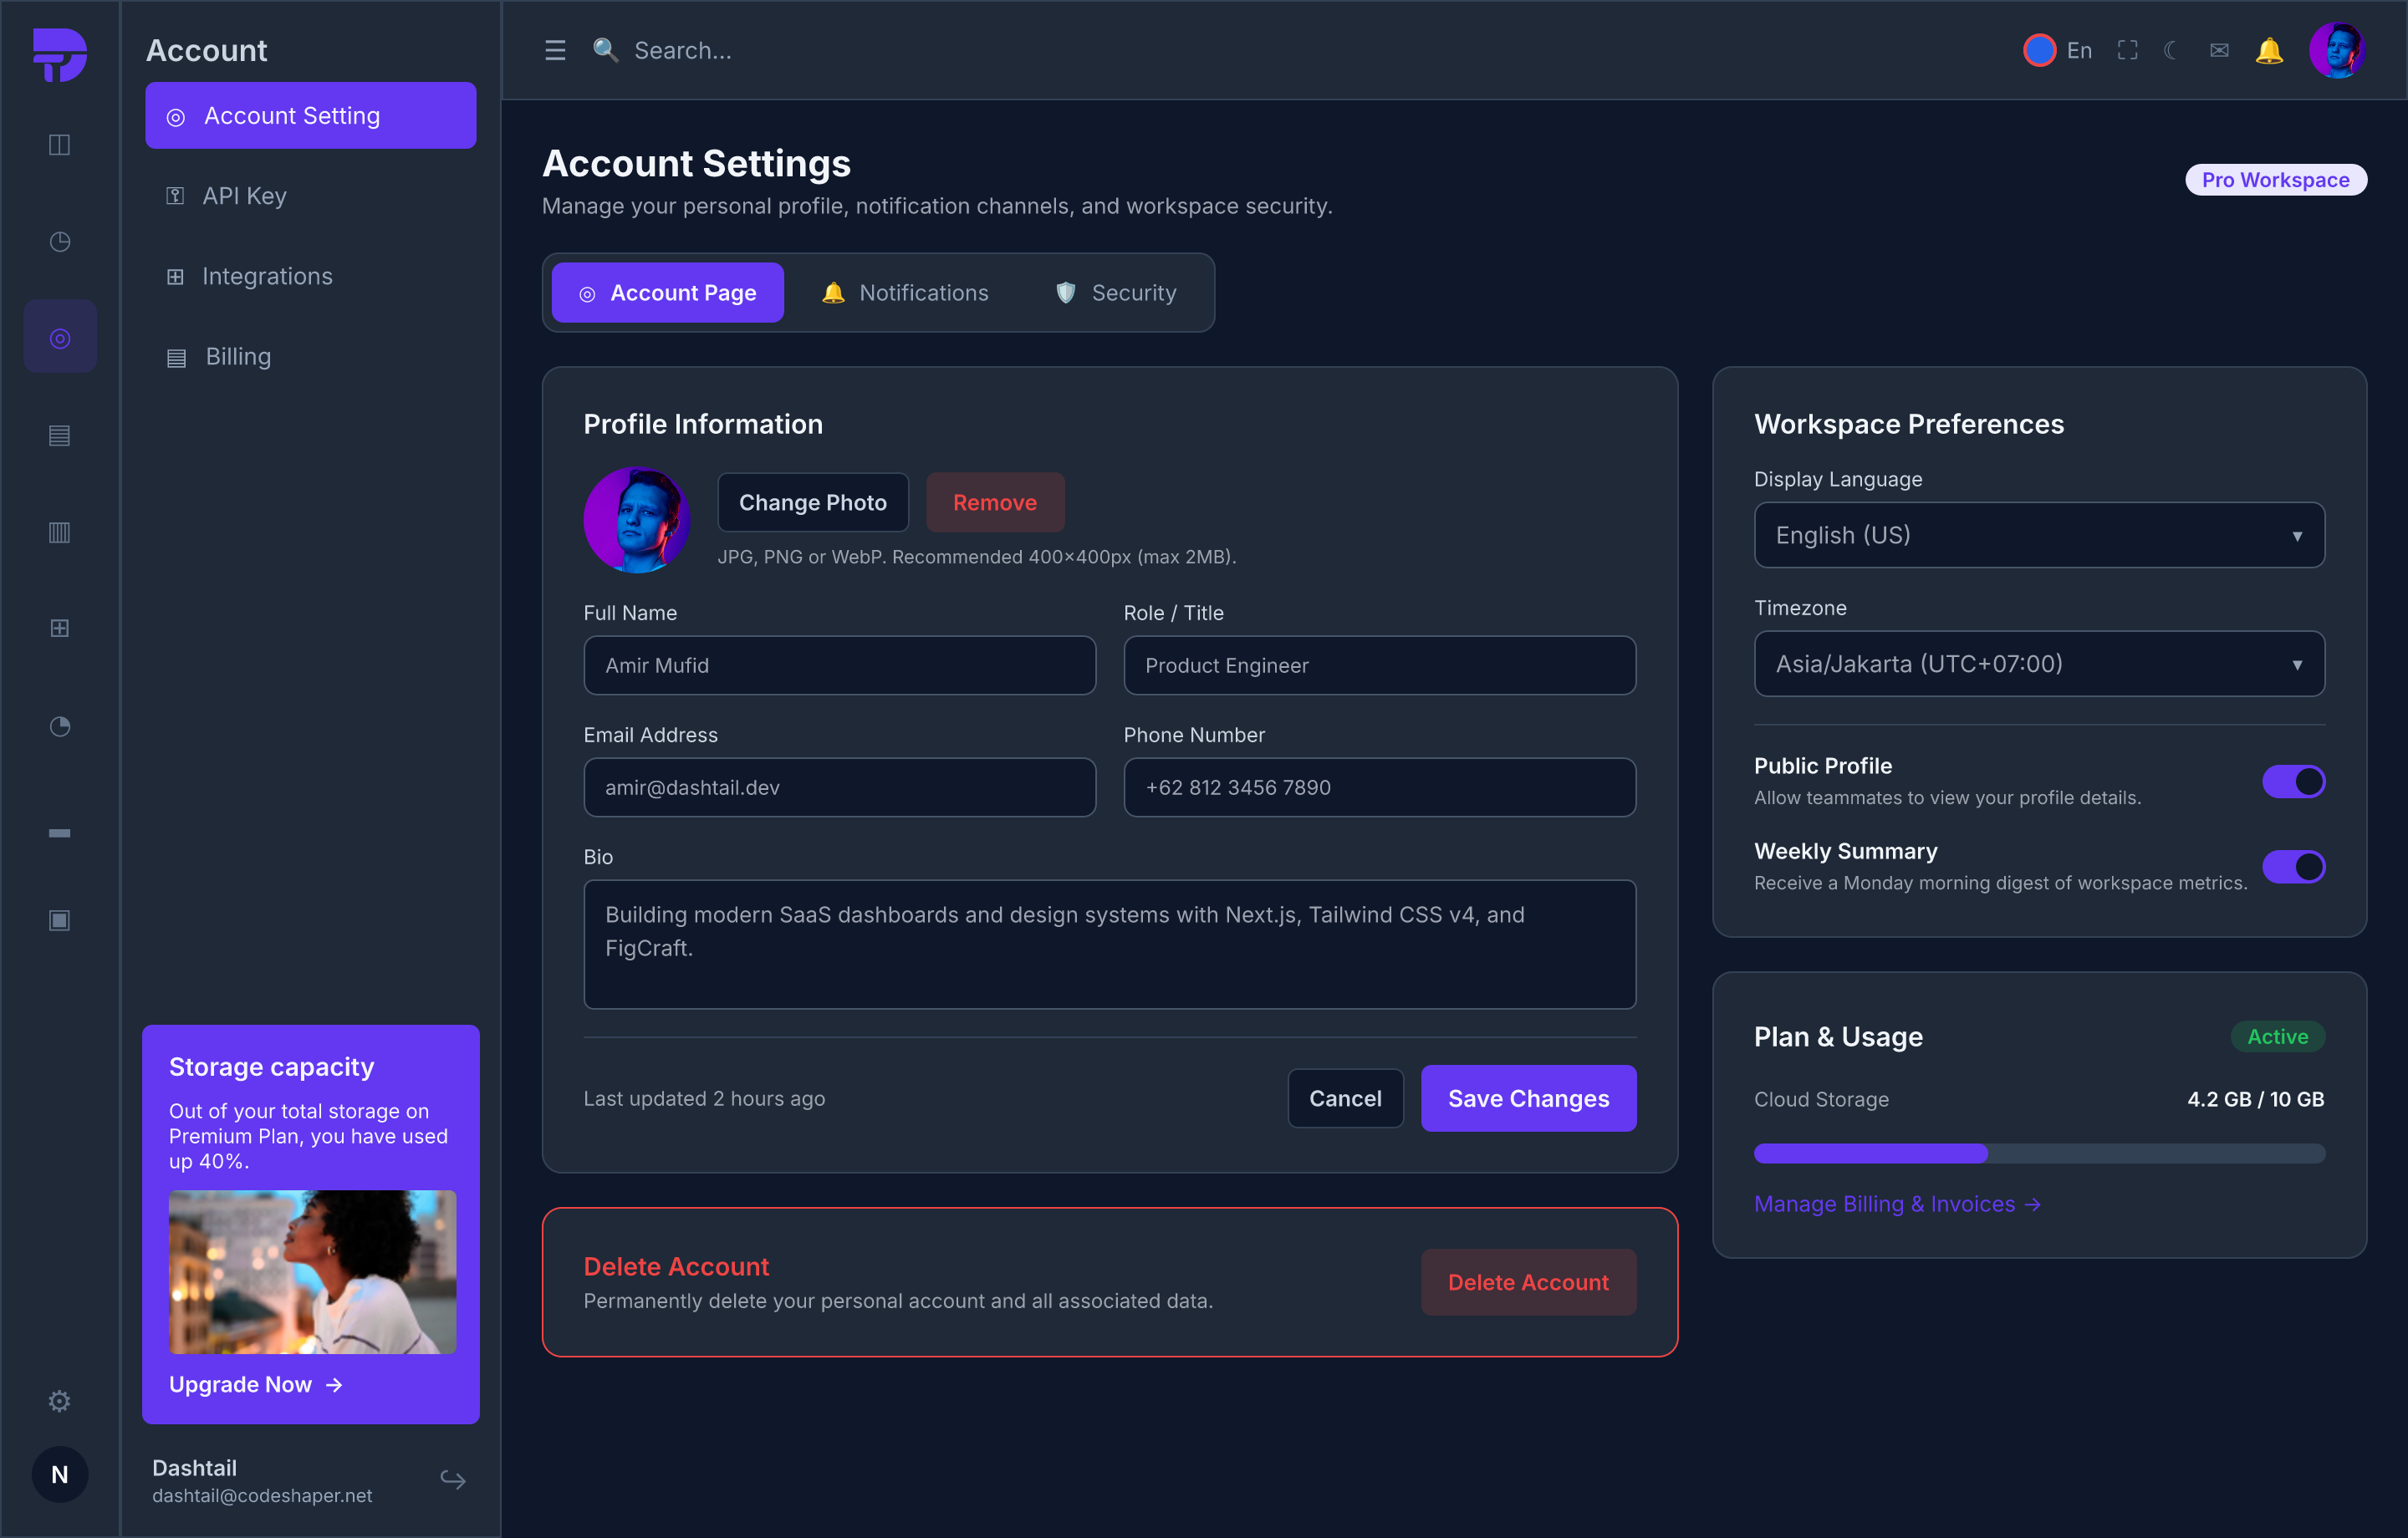 Account
Account Setting
API Key
Integrations
Billing
Storage capacity
Out of your total storage on
Premium Plan, you have used
up 40%.
Upgrade Now →
N
Dashtail
dashtail@codeshaper.net
Search...
En
Account Settings
Manage your personal profile, notification channels, and workspace security.
Pro Workspace
Account Page
Notifications
Security
Profile Information
Change Photo
Remove
JPG, PNG or WebP. Recommended 400×400px (max 2MB).
Full Name
Role / Title
Amir Mufid
Product Engineer
Email Address
Phone Number
amir@dashtail.dev
+62 812 3456 7890
Bio
Building modern SaaS dashboards and design systems with Next.js, Tailwind CSS v4, and
FigCraft.
Last updated 2 hours ago
Cancel
Save Changes
Delete Account
Permanently delete your personal account and all associated data.
Delete Account
Workspace Preferences
Display Language
English (US)
Timezone
Asia/Jakarta (UTC+07:00)
Public Profile
Allow teammates to view your profile details.
Weekly Summary
Receive a Monday morning digest of workspace metrics.
Plan & Usage
Active
Cloud Storage
4.2 GB / 10 GB
Manage Billing & Invoices →